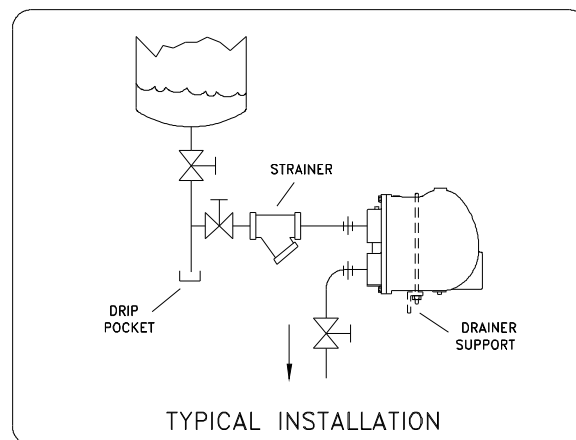 STRAINER
DRIP
POCKET
DRAINER
SUPPORT
TYPICAL INSTALLATION